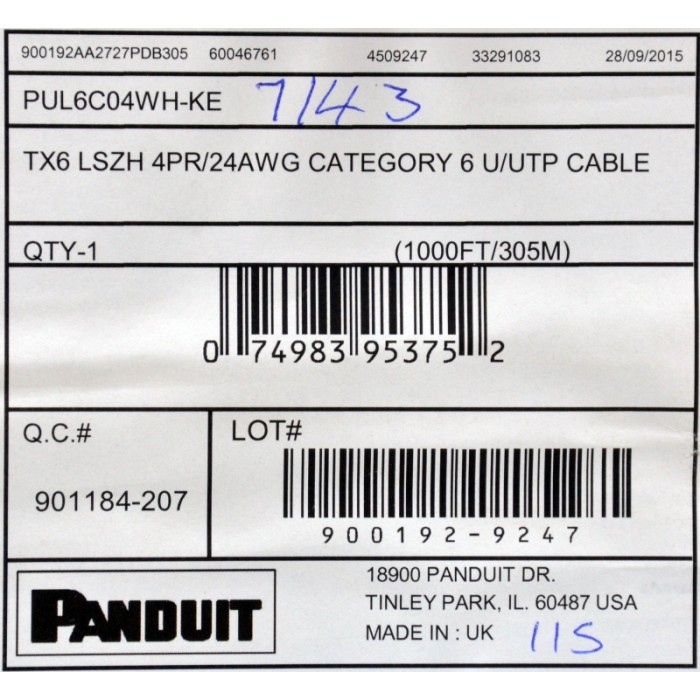 900192AA2727PDB305 60046761 4509247 33291083 28/09/2015
PUL6C04WH-KE 7143
TX6 LSZH 4PR/24AWG CATEGORY 6 U/UTP CABLE
QTY-1 (1000FT/305M)
0 74983 95375 2
Q.C.# LOT#
901184-207
900192-9247
PANDUIT
18900 PANDUIT DR.
TINLEY PARK, IL. 60487 USA
MADE IN : UK 115